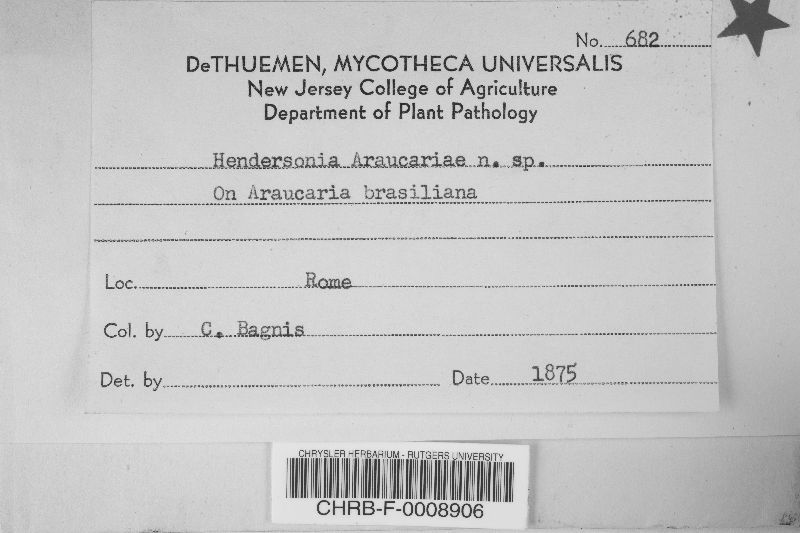 No. 682
DeTHUEMEN, MYCOTHECA UNIVERSALIS
New Jersey College of Agriculture
Department of Plant Pathology
Hendersonia Araucariae n. sp.
On Araucaria brasiliana
Loc. Rome
Col. by C. Bagnis
Det. by Date 1875
CHRYSLER HERBARIUM - RUTGERS UNIVERSITY
CHRB-F-0008906